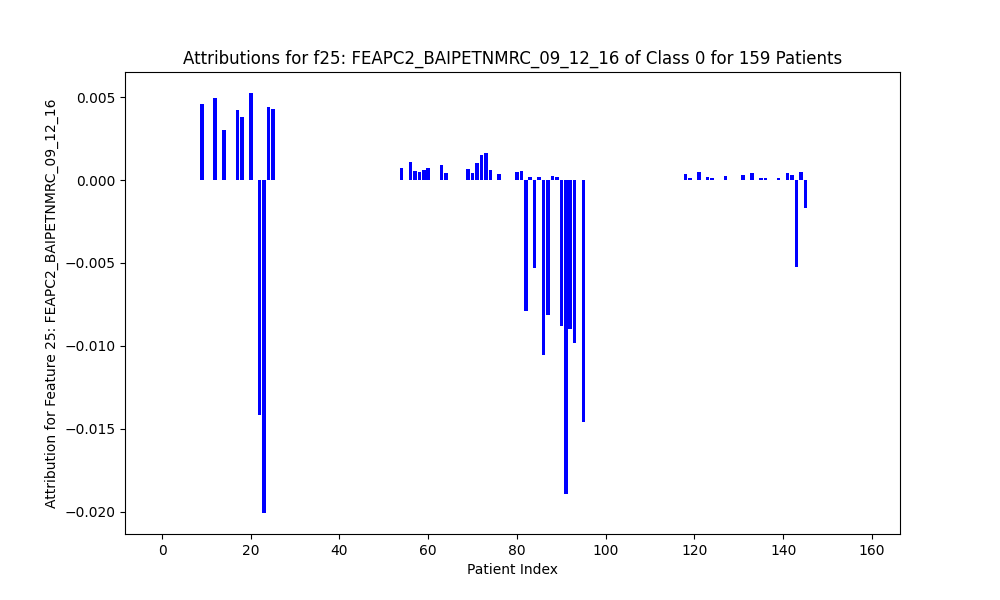 Attributions for f25: FEAPC2_BAIPETNMRC_09_12_16 of Class 0 for 159 Patients
Attribution for Feature 25: FEAPC2_BAIPETNMRC_09_12_16
0.005
0.000
−0.005
−0.010
−0.015
−0.020
0 20 40 60 80 100 120 140 160
Patient Index